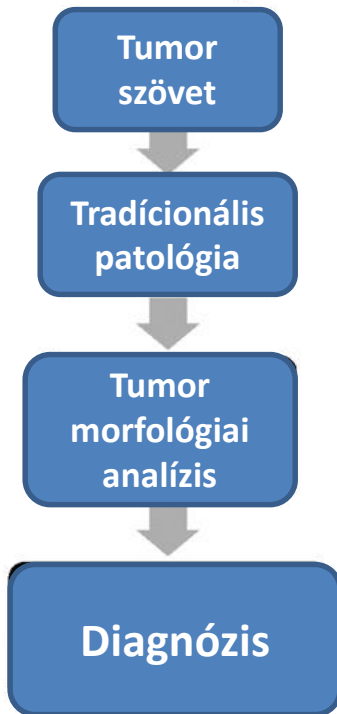 Tumor
szövet
Tradícionális
patológia
Tumor
morfológiai
analízis
Diagnózis